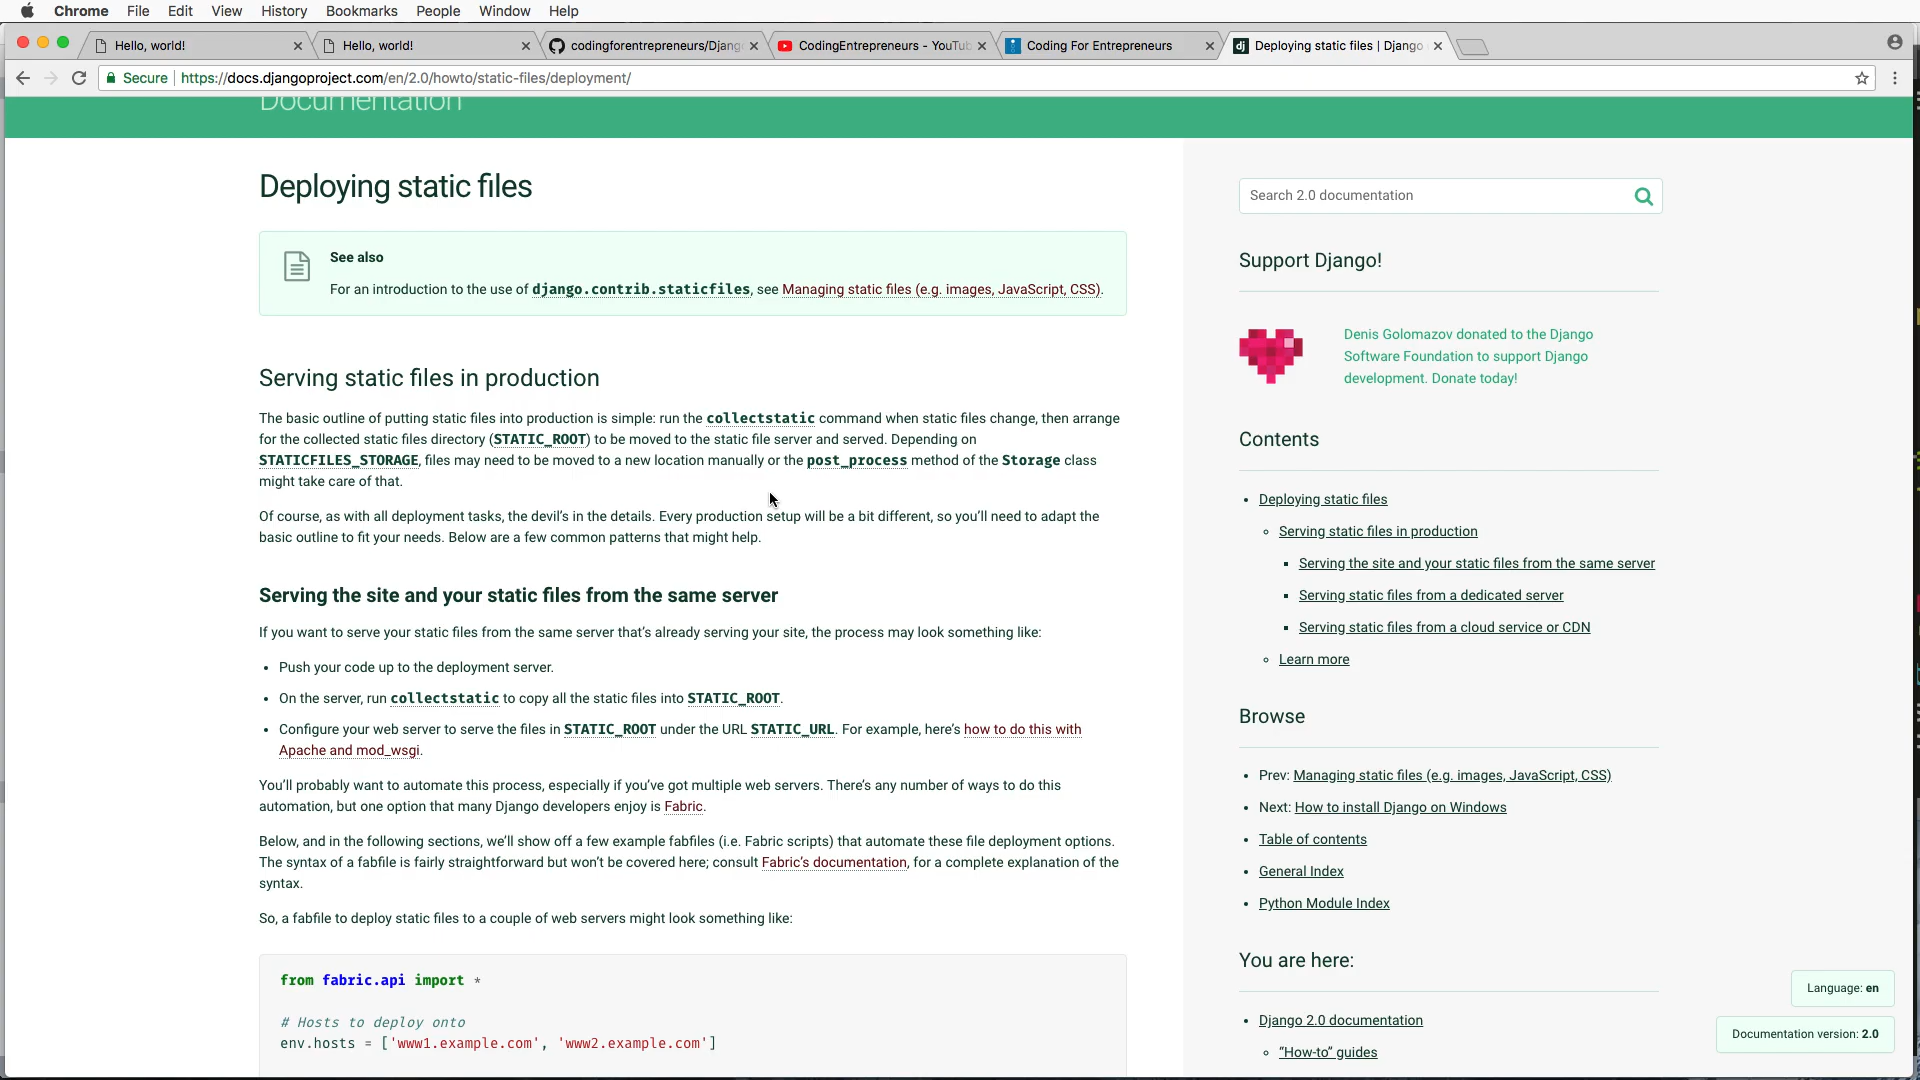 Chrome File Edit View History Bookmarks People Window Help
Hello, world!
Hello, world!
codingforentrepreneurs/Djang
CodingEntrepreneurs - YouTub
Coding For Entrepreneurs
Deploying static files | Django
Secure https://docs.djangoproject.com/en/2.0/howto/static-files/deployment/
Documentation
Deploying static files
See also
For an introduction to the use of django.contrib.staticfiles, see Managing static files (e.g. images, JavaScript, CSS).
Serving static files in production
The basic outline of putting static files into production is simple: run the collectstatic command when static files change, then arrange
for the collected static files directory (STATIC_ROOT) to be moved to the static file server and served. Depending on
STATICFILES_STORAGE, files may need to be moved to a new location manually or the post_process method of the Storage class
might take care of that.
Of course, as with all deployment tasks, the devil’s in the details. Every production setup will be a bit different, so you’ll need to adapt the
basic outline to fit your needs. Below are a few common patterns that might help.
Serving the site and your static files from the same server
If you want to serve your static files from the same server that’s already serving your site, the process may look something like:
• Push your code up to the deployment server.
• On the server, run collectstatic to copy all the static files into STATIC_ROOT.
• Configure your web server to serve the files in STATIC_ROOT under the URL STATIC_URL. For example, here’s how to do this with
Apache and mod_wsgi.
You’ll probably want to automate this process, especially if you’ve got multiple web servers. There’s any number of ways to do this
automation, but one option that many Django developers enjoy is Fabric.
Below, and in the following sections, we’ll show off a few example fabfiles (i.e. Fabric scripts) that automate these file deployment options.
The syntax of a fabfile is fairly straightforward but won’t be covered here; consult Fabric’s documentation, for a complete explanation of the
syntax.
So, a fabfile to deploy static files to a couple of web servers might look something like:
from fabric.api import *
# Hosts to deploy onto
env.hosts = ['www1.example.com', 'www2.example.com']
Search 2.0 documentation
Support Django!
Denis Golomazov donated to the Django
Software Foundation to support Django
development. Donate today!
Contents
• Deploying static files
◦ Serving static files in production
▪ Serving the site and your static files from the same server
▪ Serving static files from a dedicated server
▪ Serving static files from a cloud service or CDN
◦ Learn more
Browse
• Prev: Managing static files (e.g. images, JavaScript, CSS)
• Next: How to install Django on Windows
• Table of contents
• General Index
• Python Module Index
You are here:
• Django 2.0 documentation
◦ “How-to” guides
Language: en
Documentation version: 2.0